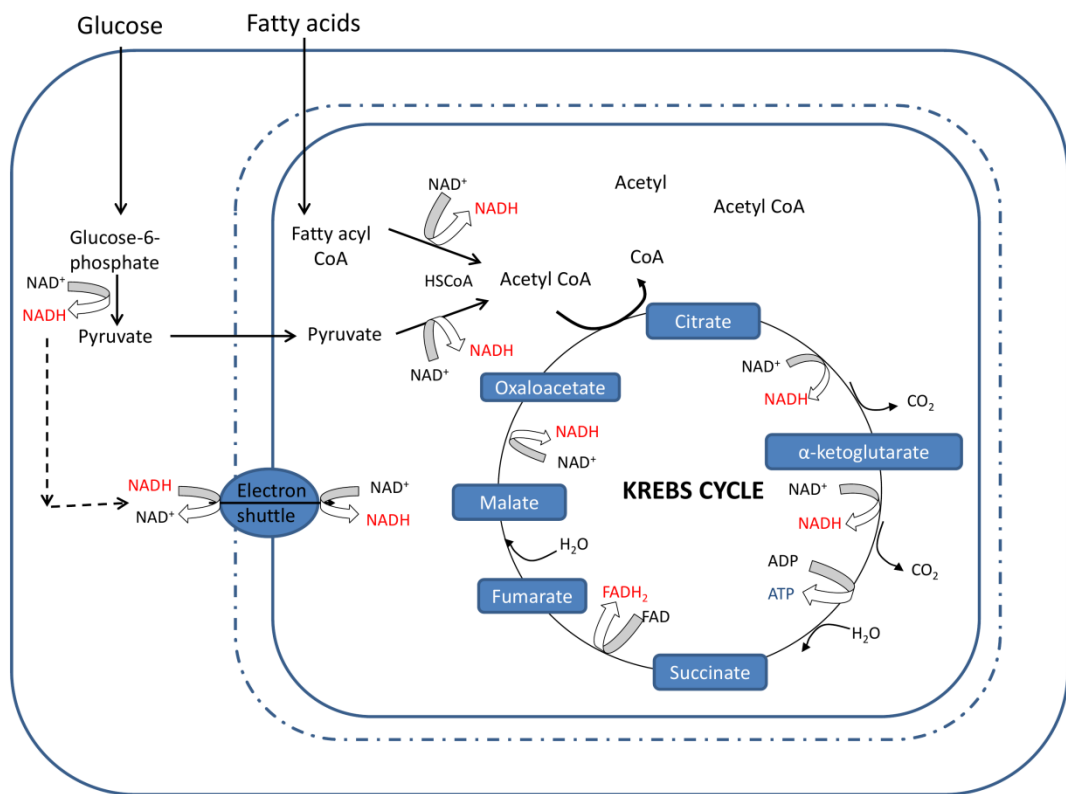 Glucose
Fatty acids
NAD⁺
NADH
Acetyl
Acetyl CoA
Glucose-6-
phosphate
Fatty acyl
CoA
HSCoA
Acetyl CoA
CoA
NAD⁺
NADH
Pyruvate
Pyruvate
NADH
NAD⁺
Citrate
Oxaloacetate
NAD⁺
NADH
CO₂
NADH
NAD⁺
α-ketoglutarate
KREBS CYCLE
NADH
NAD⁺
Electron
shuttle
NAD⁺
NADH
Malate
NAD⁺
NADH
H₂O
ADP
ATP
CO₂
Fumarate
FADH₂
FAD
H₂O
Succinate